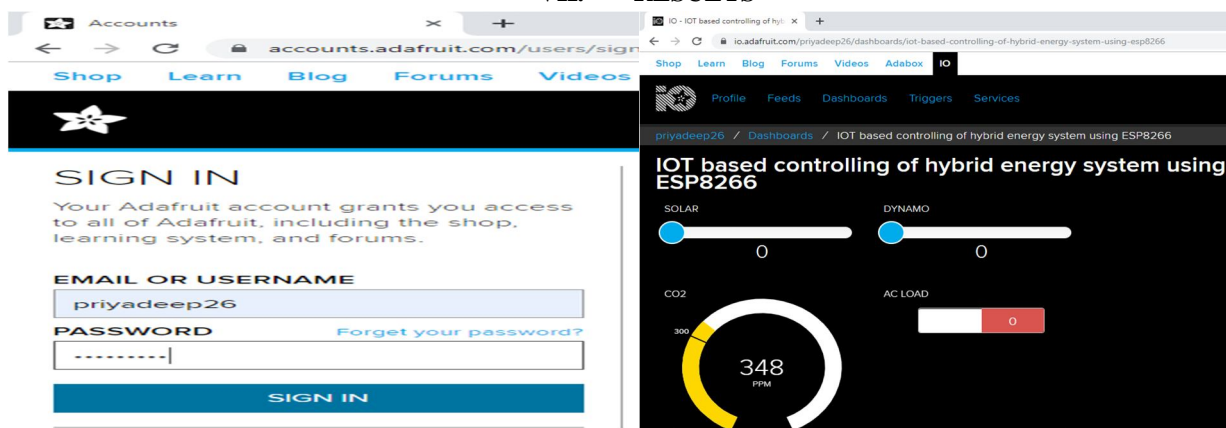 Accounts
accounts.adafruit.com/users/sign
Shop Learn Blog Forums Videos
SIGN IN
Your Adafruit account grants you access
to all of Adafruit, including the shop,
learning system, and forums.
EMAIL OR USERNAME
priyadeep26
PASSWORD Forget your password?
SIGN IN
IO - IOT based controlling of hyb
io.adafruit.com/priyadeep26/dashboards/iot-based-controlling-of-hybrid-energy-system-using-esp8266
Shop Learn Blog Forums Videos Adabox IO
Profile Feeds Dashboards Triggers Services
priyadeep26 / Dashboards / IOT based controlling of hybrid energy system using ESP8266
IOT based controlling of hybrid energy system using
ESP8266
SOLAR DYNAMO
0 0
CO2 AC LOAD
300
0
348
PPM